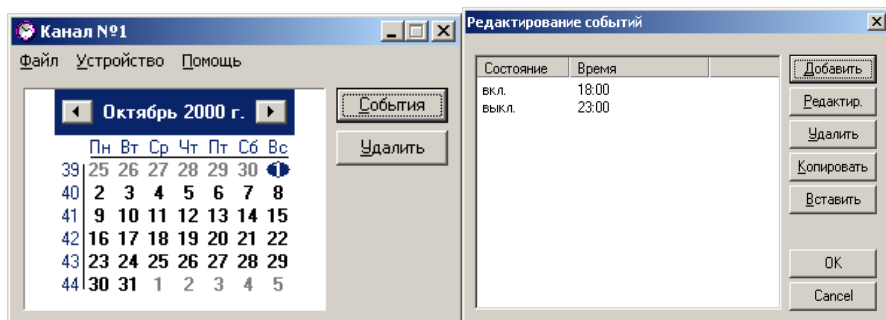 Канал №1
Файл Устройство Помощь
Октябрь 2000 г.
Пн Вт Ср Чт Пт Сб Вс
39 25 26 27 28 29 30 1
40 2 3 4 5 6 7 8
41 9 10 11 12 13 14 15
42 16 17 18 19 20 21 22
43 23 24 25 26 27 28 29
44 30 31 1 2 3 4 5
События
Удалить
Редактирование событий
Состояние Время
вкл. 18:00
выкл. 23:00
Добавить
Редактир.
Удалить
Копировать
Вставить
OK
Cancel